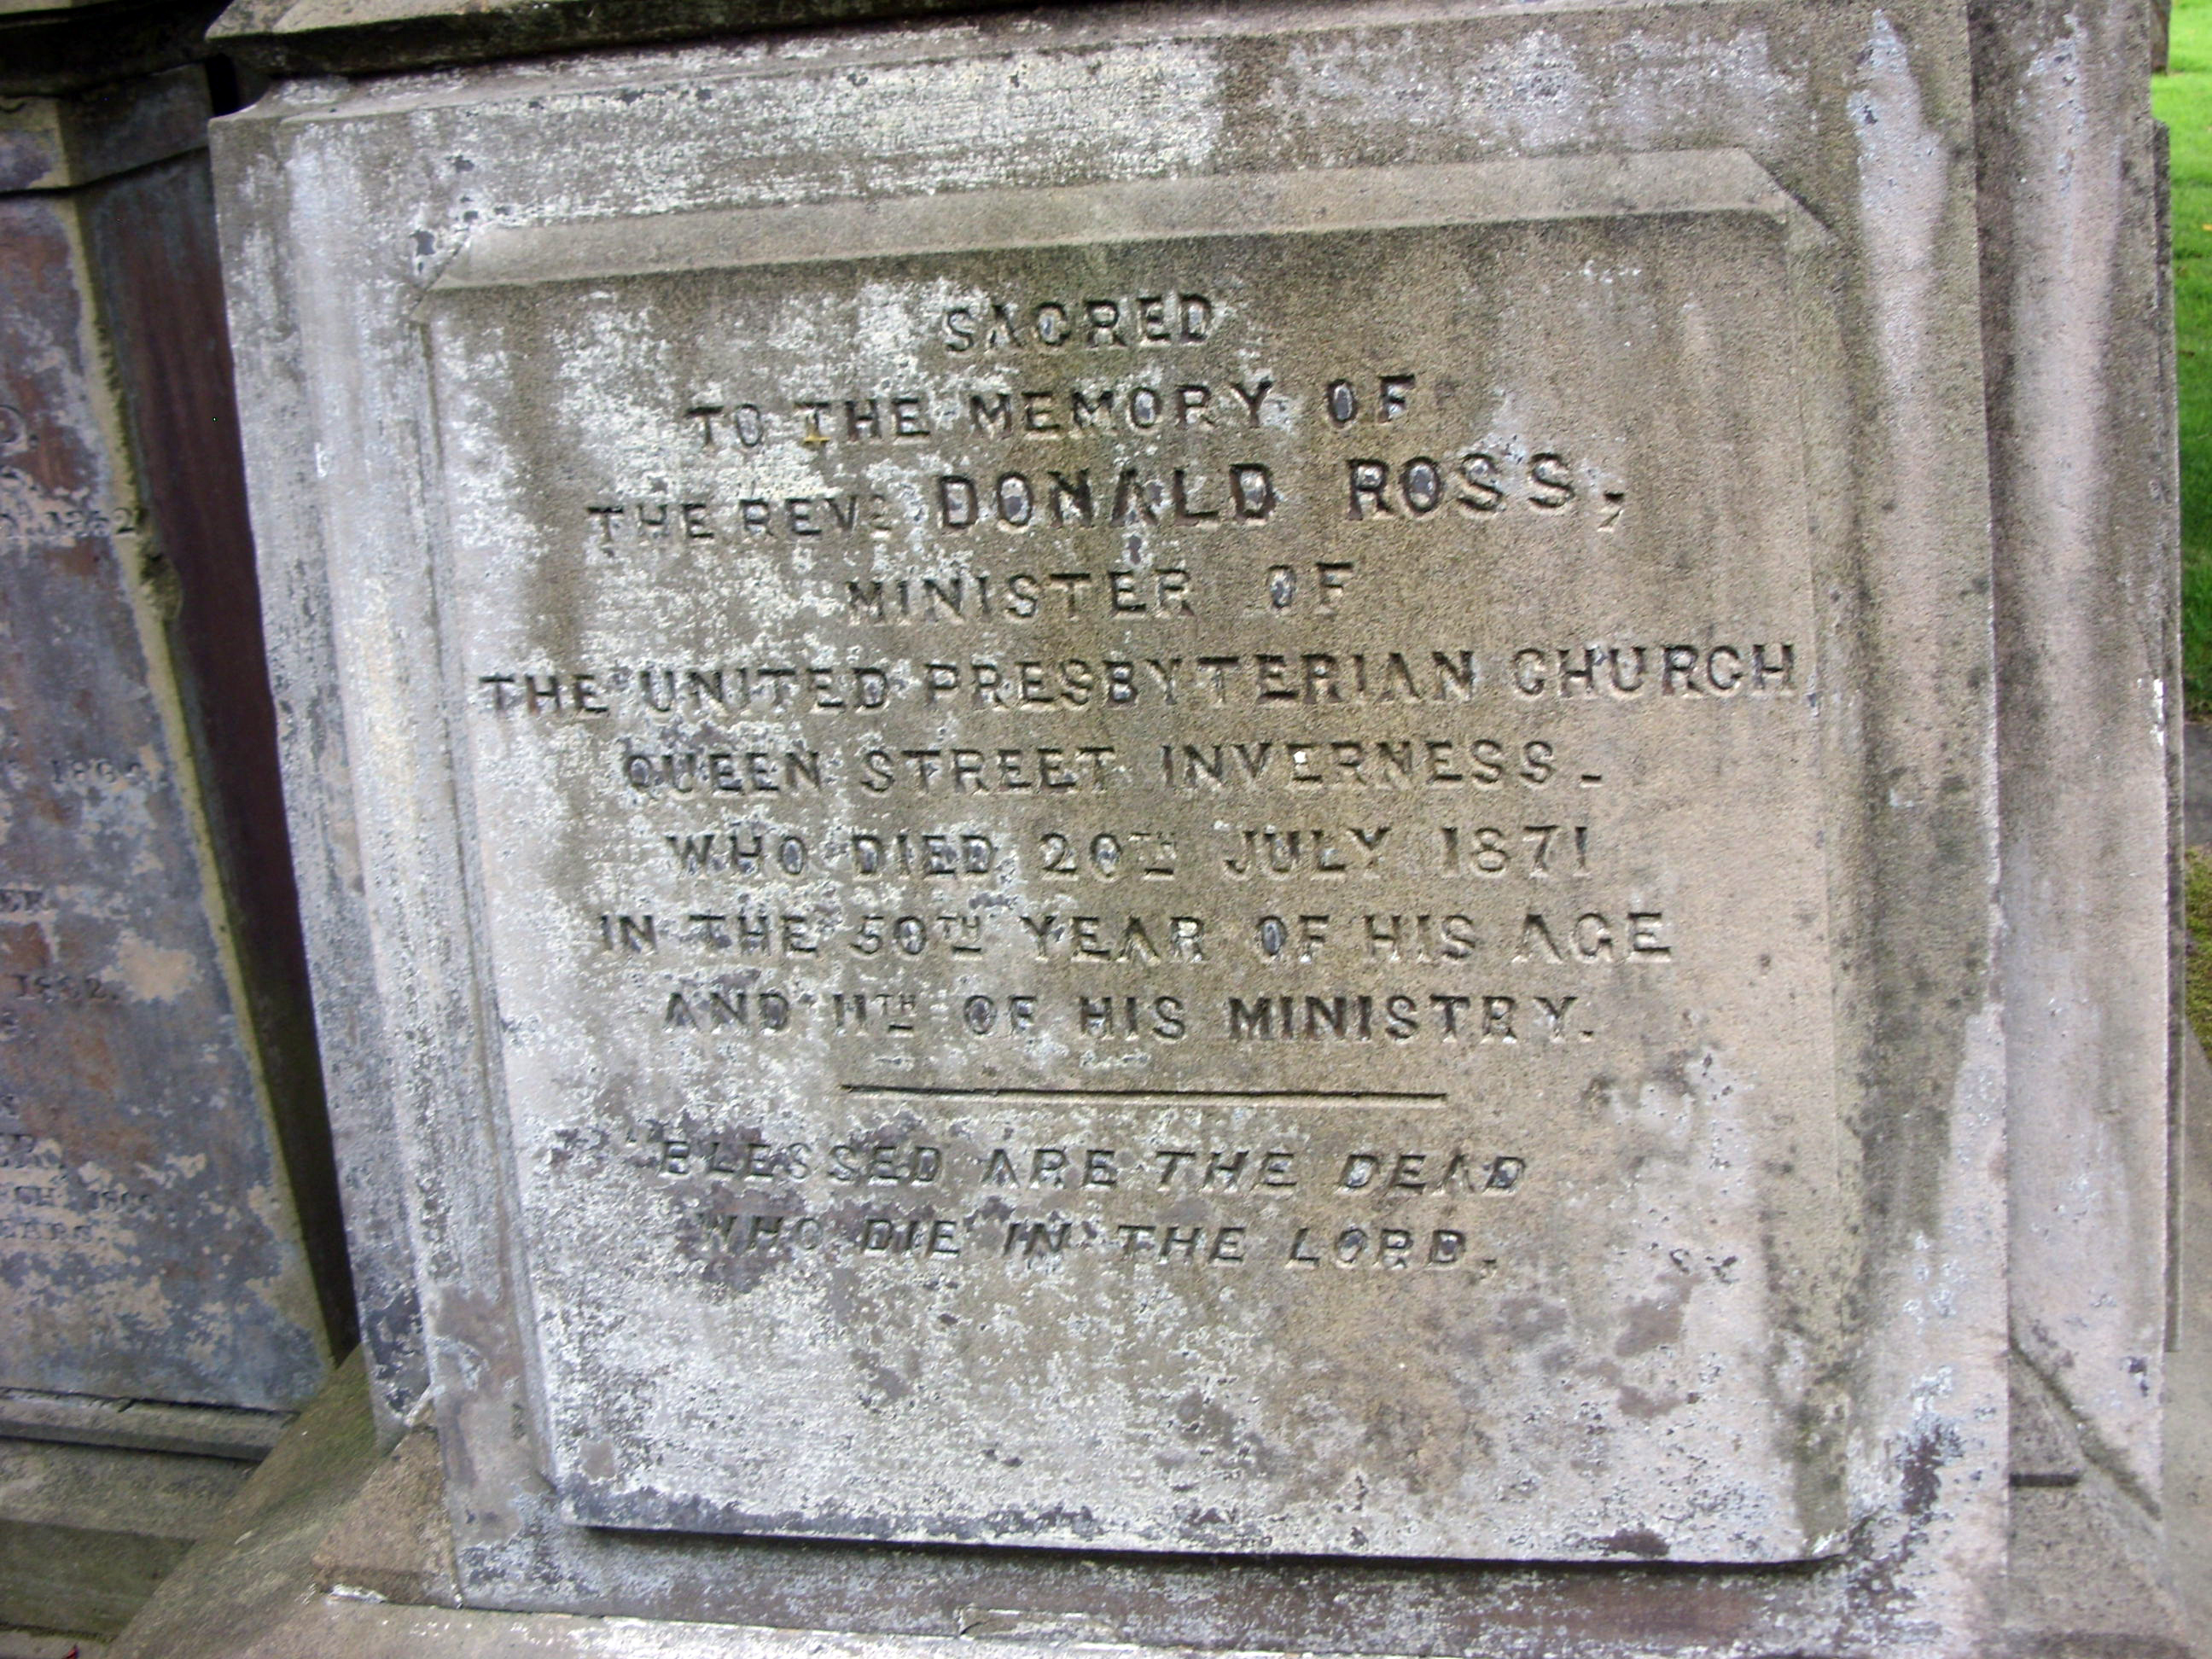 SACRED
TO THE MEMORY OF
THE REVD DONALD ROSS,
MINISTER OF
THE UNITED PRESBYTERIAN CHURCH
QUEEN STREET INVERNESS.
WHO DIED 20TH JULY 1871
IN THE 50TH YEAR OF HIS AGE
AND 11TH OF HIS MINISTRY.
"BLESSED ARE THE DEAD
WHO DIE IN THE LORD.